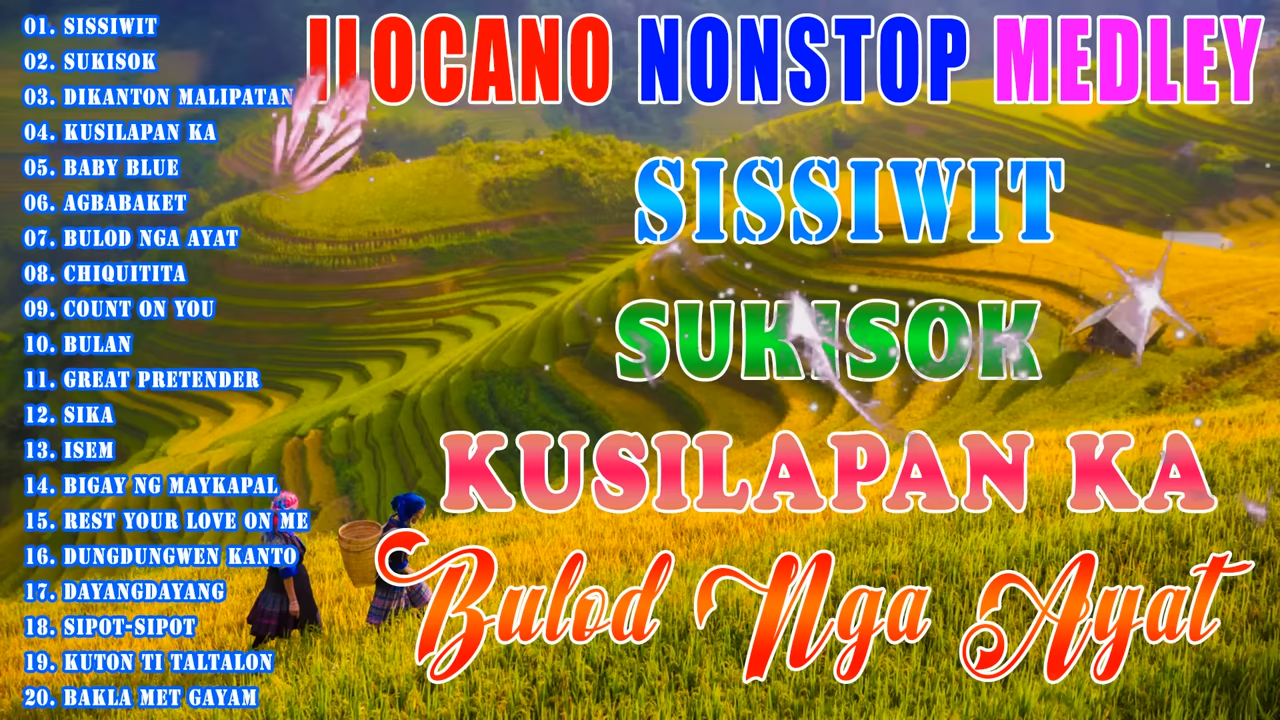 01. SISSIWIT
02. SUKISOK
03. DIKANTON MALIPATAN
04. KUSILAPAN KA
05. BABY BLUE
06. AGBABAKET
07. BULOD NGA AYAT
08. CHIQUITITA
09. COUNT ON YOU
10. BULAN
11. GREAT PRETENDER
12. SIKA
13. ISEM
14. BIGAY NG MAYKAPAL
15. REST YOUR LOVE ON ME
16. DUNGDUNGWEN KANTO
17. DAYANGDAYANG
18. SIPOT-SIPOT
19. KUTON TI TALTALON
20. BAKLA MET GAYAM
ILOCANO NONSTOP MEDLEY
SISSIWIT
SUKISOK
KUSILAPAN KA
Bulod Nga Ayat